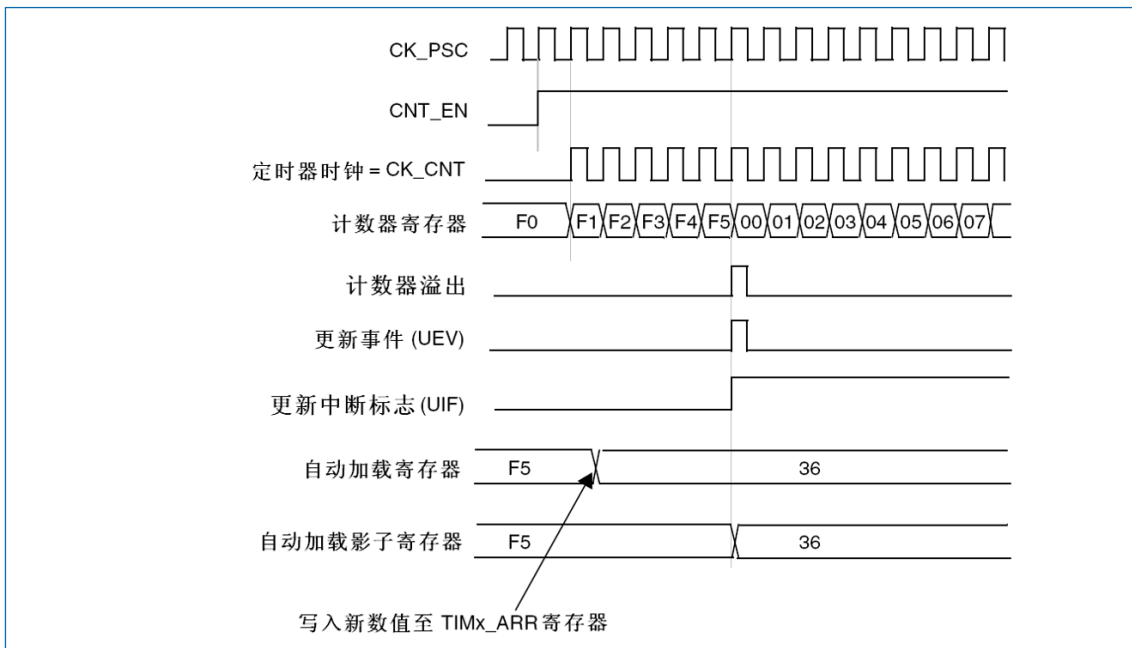 CK_PSC
CNT_EN
定时器时钟 = CK_CNT
计数器寄存器 F0 F1 F2 F3 F4 F5 00 01 02 03 04 05 06 07
计数器溢出
更新事件 (UEV)
更新中断标志 (UIF)
自动加载寄存器 F5 36
自动加载影子寄存器 F5 36
写入新数值至 TIMx_ARR 寄存器